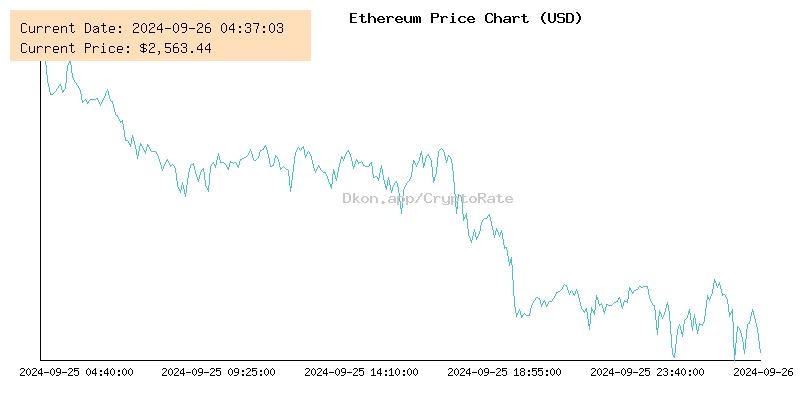 Ethereum Price Chart (USD)
Current Date: 2024-09-26 04:37:03
Current Price: $2,563.44
Dkon.app/CryptoRate
2024-09-25 04:40:00 2024-09-25 09:25:00 2024-09-25 14:10:00 2024-09-25 18:55:00 2024-09-25 23:40:00 2024-09-26